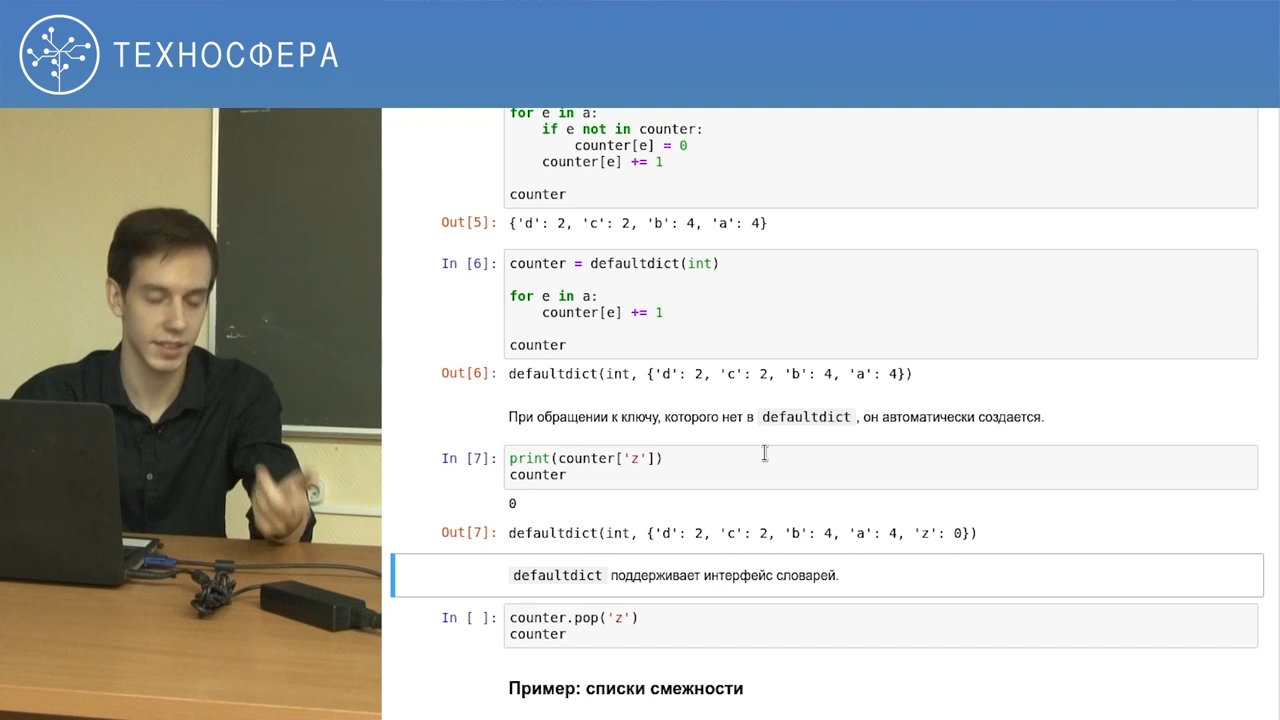 ТЕХНОСФЕРА
for e in a:
if e not in counter:
counter[e] = 0
counter[e] += 1
counter
Out[5]: {'d': 2, 'c': 2, 'b': 4, 'a': 4}
In [6]: counter = defaultdict(int)
for e in a:
counter[e] += 1
counter
Out[6]: defaultdict(int, {'d': 2, 'c': 2, 'b': 4, 'a': 4})
При обращении к ключу, которого нет в defaultdict , он автоматически создается.
In [7]: print(counter['z'])
counter
0
Out[7]: defaultdict(int, {'d': 2, 'c': 2, 'b': 4, 'a': 4, 'z': 0})
defaultdict поддерживает интерфейс словарей.
In [ ]: counter.pop('z')
counter
Пример: списки смежности